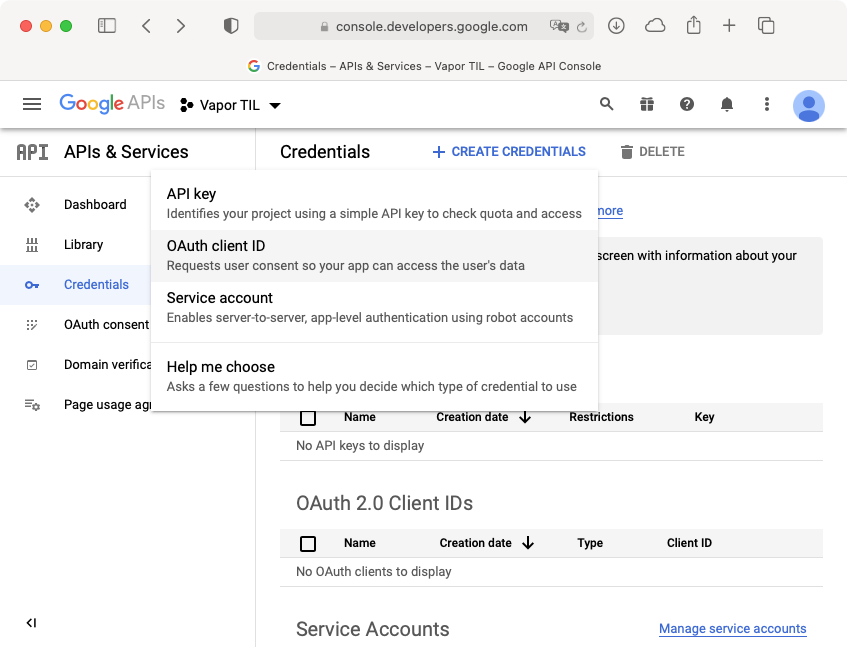 console.developers.google.com
Credentials – APIs & Services – Vapor TIL – Google API Console
Google APIs
Vapor TIL
API
APIs & Services
Credentials
+ CREATE CREDENTIALS
DELETE
Dashboard
Library
Credentials
OAuth consent
Domain verifica
Page usage agr
API key
Identifies your project using a simple API key to check quota and access
OAuth client ID
Requests user consent so your app can access the user's data
Service account
Enables server-to-server, app-level authentication using robot accounts
Help me choose
Asks a few questions to help you decide which type of credential to use
more
screen with information about your
Name Creation date Restrictions Key
No API keys to display
OAuth 2.0 Client IDs
Name Creation date Type Client ID
No OAuth clients to display
Service Accounts
Manage service accounts